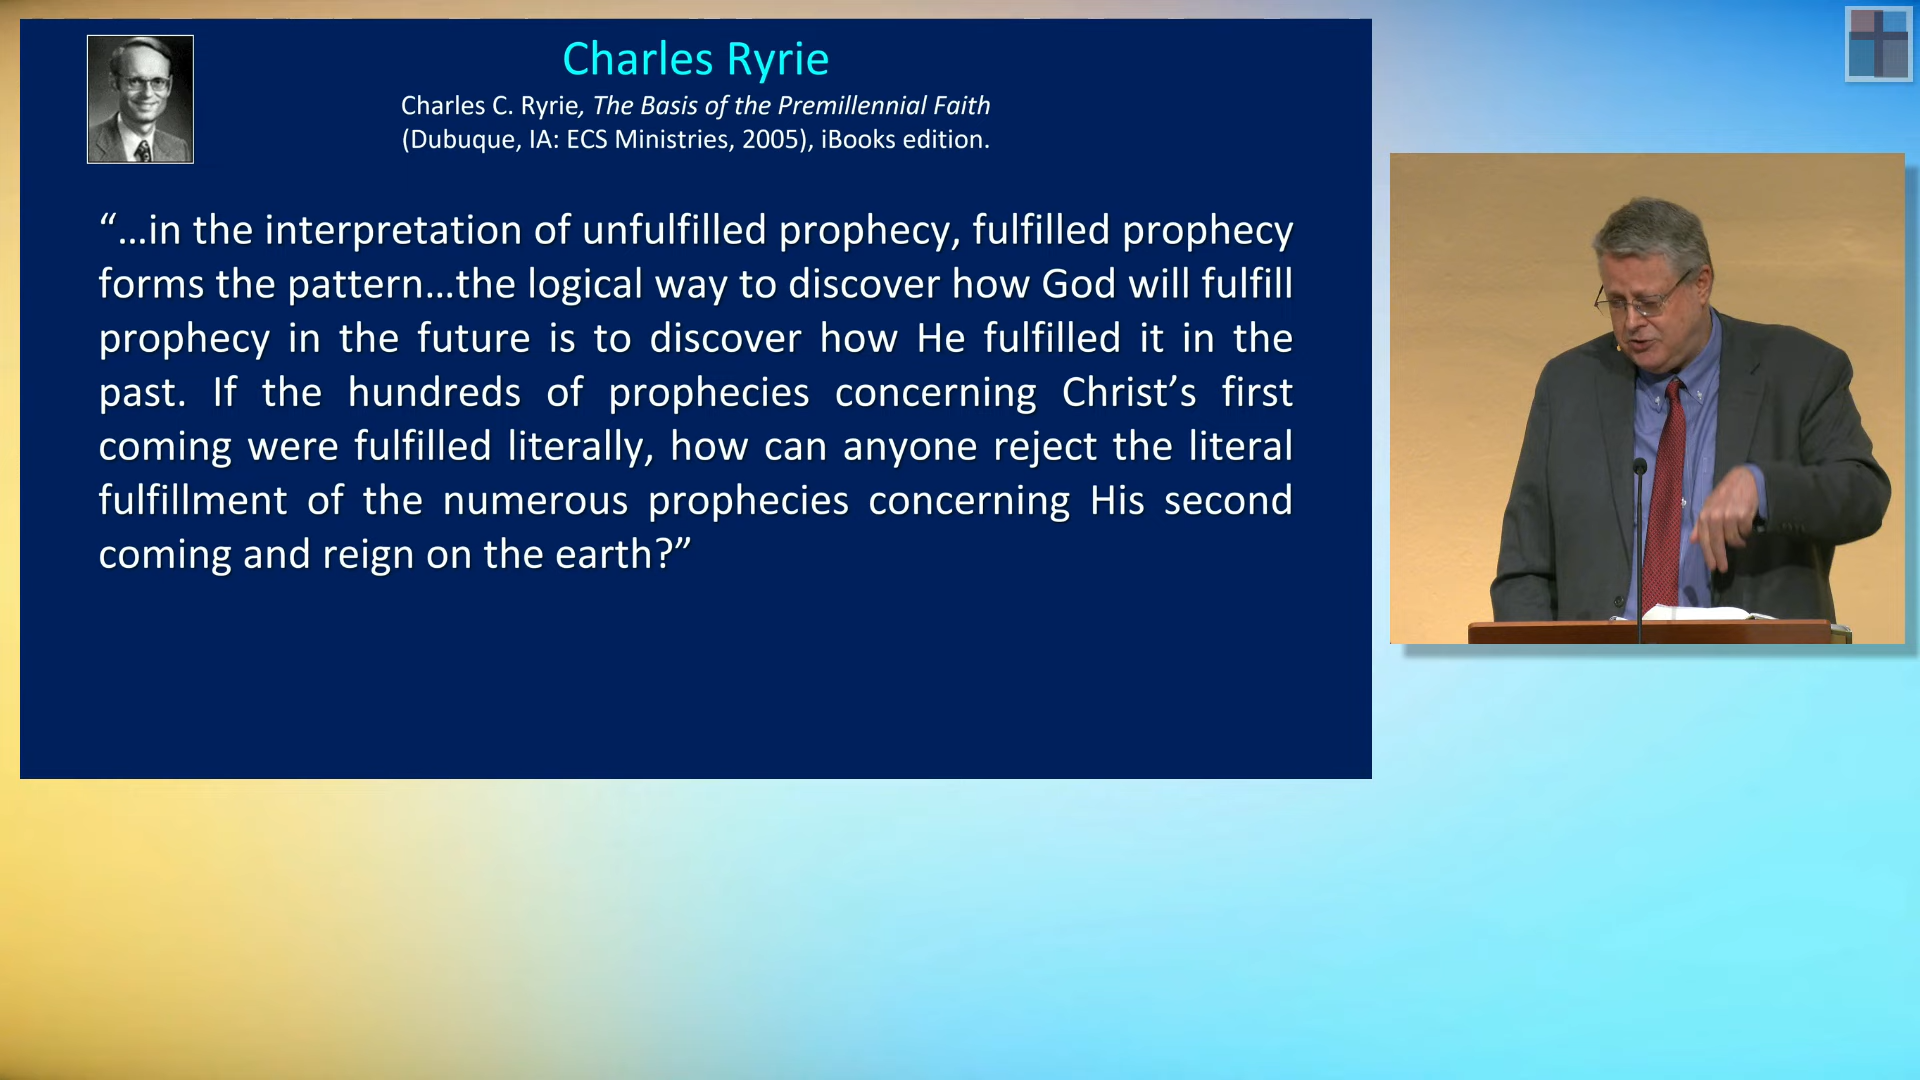 Charles Ryrie
Charles C. Ryrie, The Basis of the Premillennial Faith
(Dubuque, IA: ECS Ministries, 2005), iBooks edition.
“…in the interpretation of unfulfilled prophecy, fulfilled prophecy
forms the pattern…the logical way to discover how God will fulfill
prophecy in the future is to discover how He fulfilled it in the
past. If the hundreds of prophecies concerning Christ’s first
coming were fulfilled literally, how can anyone reject the literal
fulfillment of the numerous prophecies concerning His second
coming and reign on the earth?”